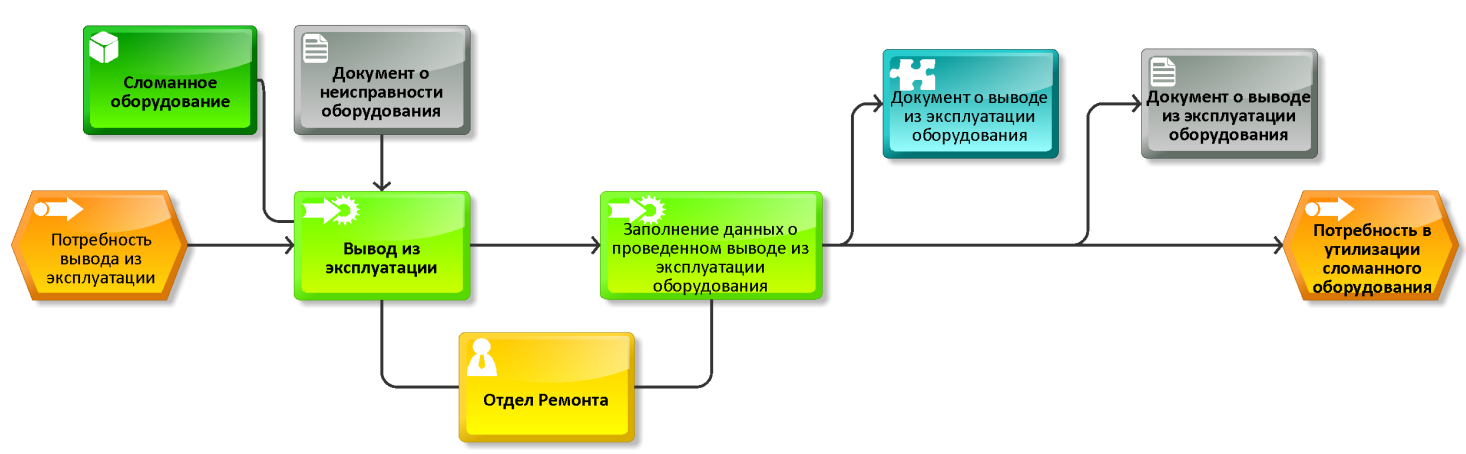 Сломанное
оборудование
Документ о
неисправности
оборудования
Документ о выводе
из эксплуатации
оборудования
Документ о выводе
из эксплуатации
оборудования
Потребность
вывода из
эксплуатации
Вывод из
эксплуатации
Заполнение данных о
проведенном выводе из
эксплуатации
оборудования
Потребность в
утилизации
сломанного
оборудования
Отдел Ремонта